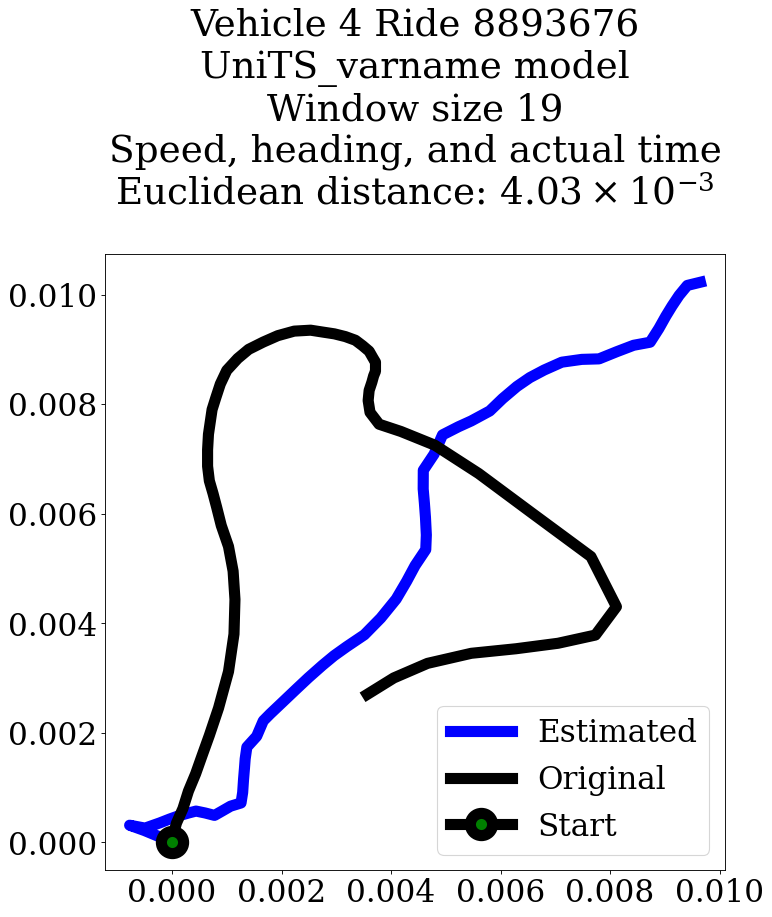 Vehicle 4 Ride 8893676
UniTS_varname model
Window size 19
Speed, heading, and actual time
Euclidean distance: 4.03 × 10⁻³
0.010
0.008
0.006
0.004
0.002
0.000
Estimated
Original
Start
0.000 0.002 0.004 0.006 0.008 0.010